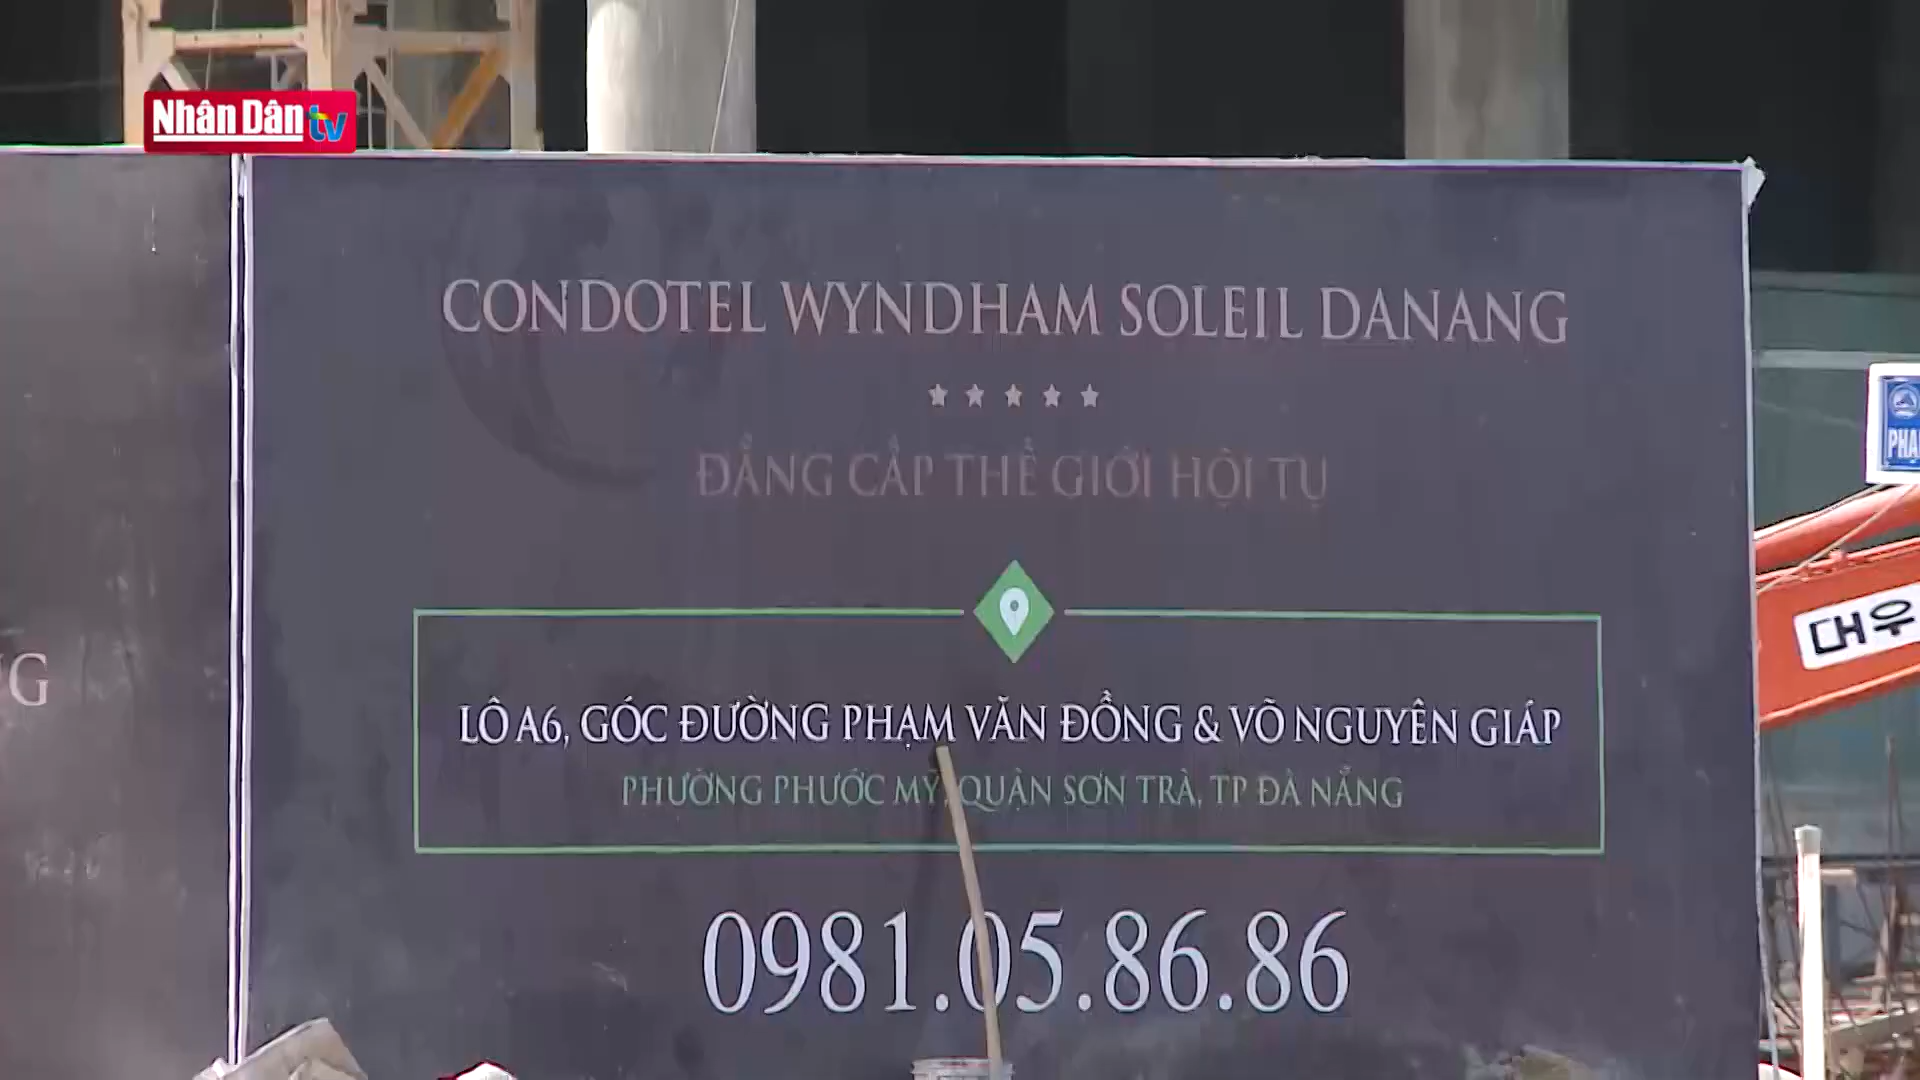 Nhân Dân tv
CONDOTEL WYNDHAM SOLEIL DANANG
ĐẲNG CẤP THẾ GIỚI HỘI TỤ
LÔ A6, GÓC ĐƯỜNG PHẠM VĂN ĐỒNG & VÕ NGUYÊN GIÁP
PHƯỜNG PHƯỚC MỸ, QUẬN SƠN TRÀ, TP ĐÀ NẴNG
0981.05.86.86
대우